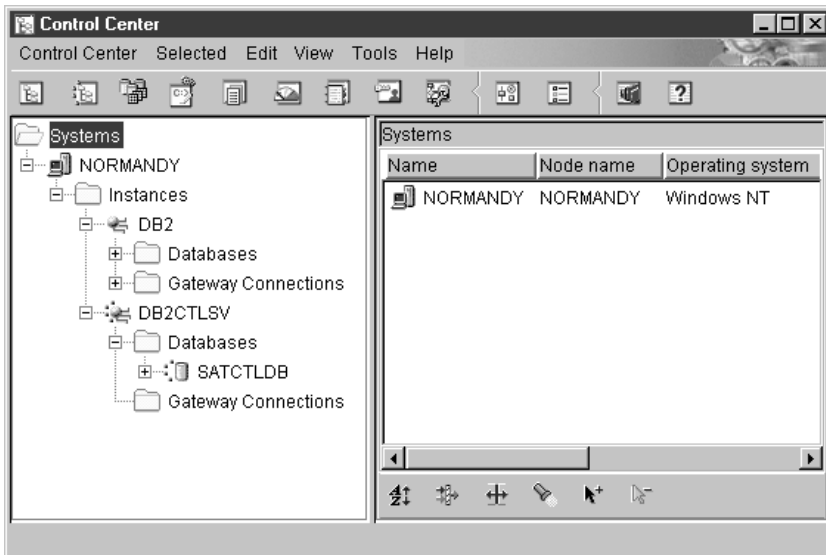 Control Center
Control Center Selected Edit View Tools Help
Systems
NORMANDY
Instances
DB2
Databases
Gateway Connections
DB2CTLSV
Databases
SATCTLDB
Gateway Connections
Systems
Name Node name Operating system
NORMANDY NORMANDY Windows NT